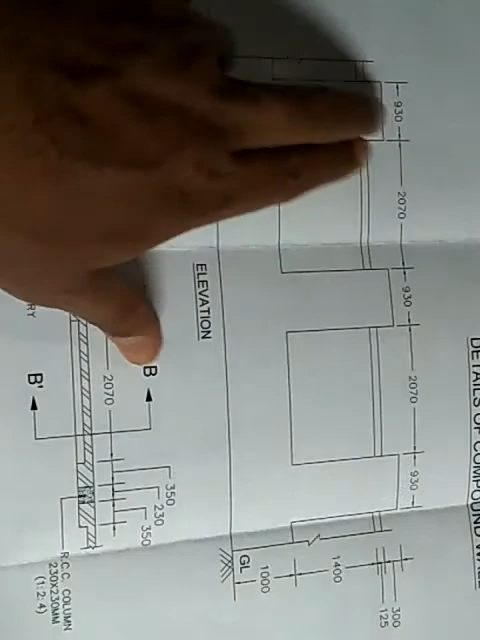 DETAILS OF COMPOUND WALL
930
2070
930
2070
930
300
125
1400
1000
GL
ELEVATION
B
B'
2070
350
230
350
R.C.C. COLUMN
230X230MM
(1:2:4)